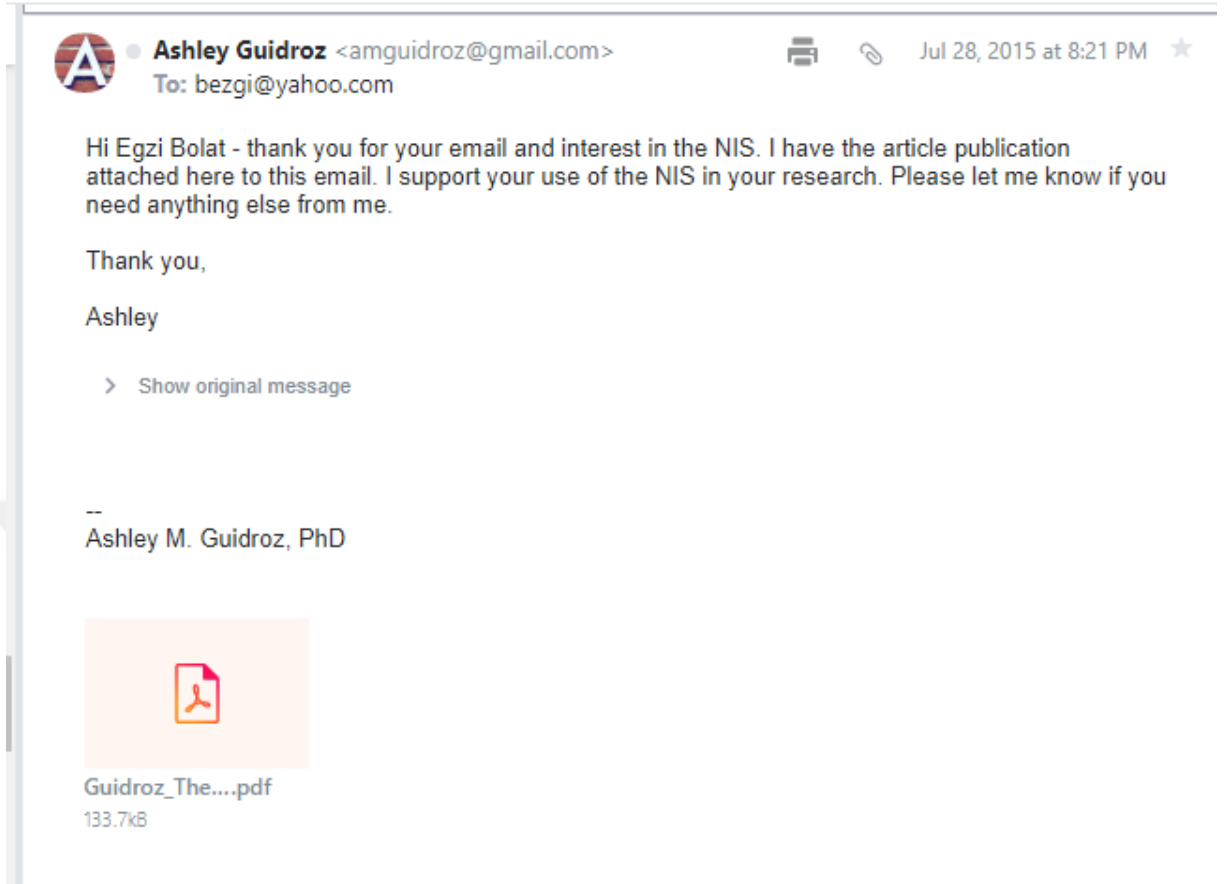 A
Ashley Guidroz <amguidroz@gmail.com>
Jul 28, 2015 at 8:21 PM
To: bezgi@yahoo.com
Hi Egzi Bolat - thank you for your email and interest in the NIS. I have the article publication
attached here to this email. I support your use of the NIS in your research. Please let me know if you
need anything else from me.
Thank you,
Ashley
> Show original message
--
Ashley M. Guidroz, PhD
Guidroz_The....pdf
133.7kB